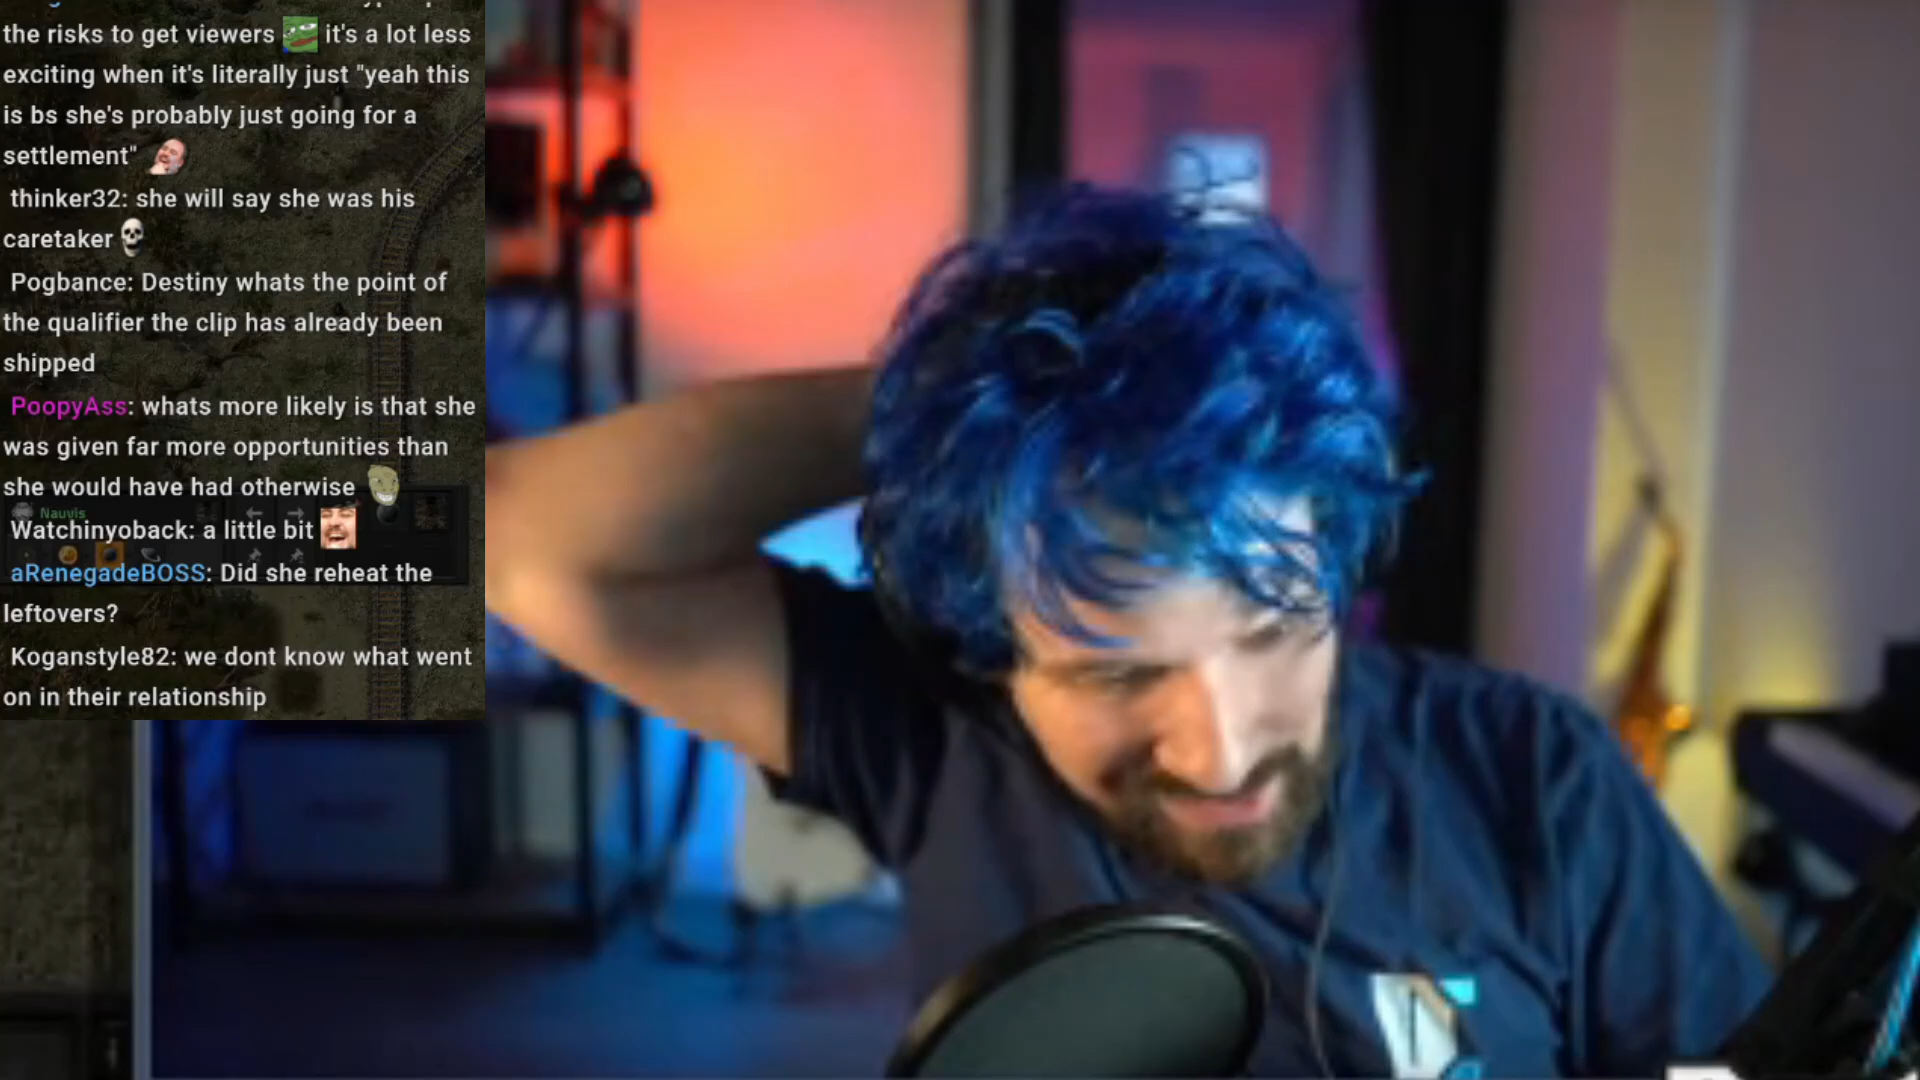 the risks to get viewers it's a lot less
exciting when it's literally just "yeah this
is bs she's probably just going for a
settlement"
thinker32: she will say she was his
caretaker
Pogbance: Destiny whats the point of
the qualifier the clip has already been
shipped
PoopyAss: whats more likely is that she
was given far more opportunities than
she would have had otherwise
Nauvis
Watchinyoback: a little bit
aRenegadeBOSS: Did she reheat the
leftovers?
Koganstyle82: we dont know what went
on in their relationship